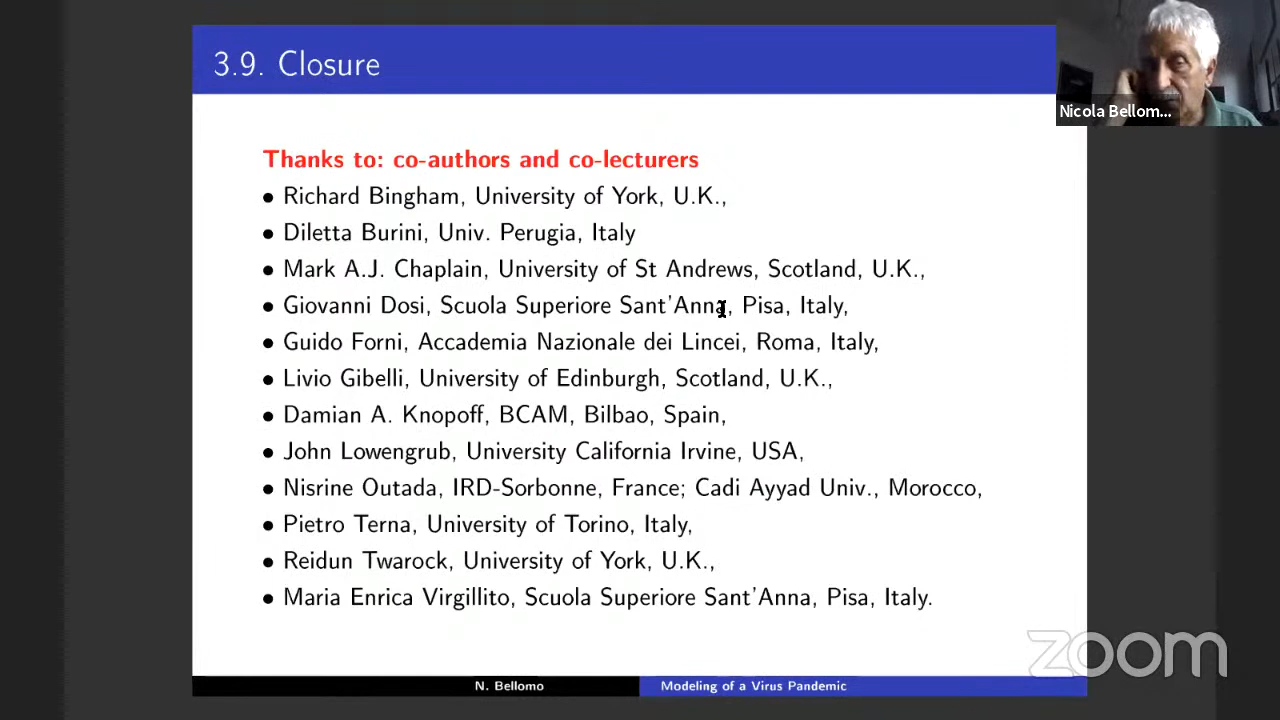 3.9. Closure
Nicola Bellom...
Thanks to: co-authors and co-lecturers
• Richard Bingham, University of York, U.K.,
• Diletta Burini, Univ. Perugia, Italy
• Mark A.J. Chaplain, University of St Andrews, Scotland, U.K.,
• Giovanni Dosi, Scuola Superiore Sant'Anna, Pisa, Italy,
• Guido Forni, Accademia Nazionale dei Lincei, Roma, Italy,
• Livio Gibelli, University of Edinburgh, Scotland, U.K.,
• Damian A. Knopoff, BCAM, Bilbao, Spain,
• John Lowengrub, University California Irvine, USA,
• Nisrine Outada, IRD-Sorbonne, France; Cadi Ayyad Univ., Morocco,
• Pietro Terna, University of Torino, Italy,
• Reidun Twarock, University of York, U.K.,
• Maria Enrica Virgillito, Scuola Superiore Sant'Anna, Pisa, Italy.
zoom
N. Bellomo
Modeling of a Virus Pandemic